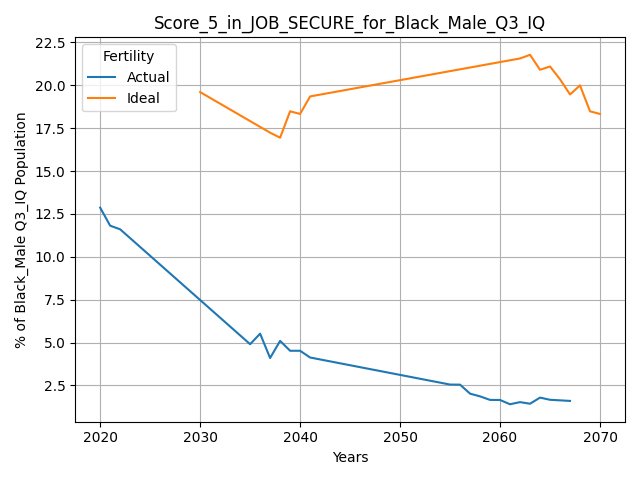 Score_5_in_JOB_SECURE_for_Black_Male_Q3_IQ
22.5
20.0
17.5
15.0
12.5
10.0
7.5
5.0
2.5
% of Black_Male Q3_IQ Population
Fertility
Actual
Ideal
2020 2030 2040 2050 2060 2070
Years